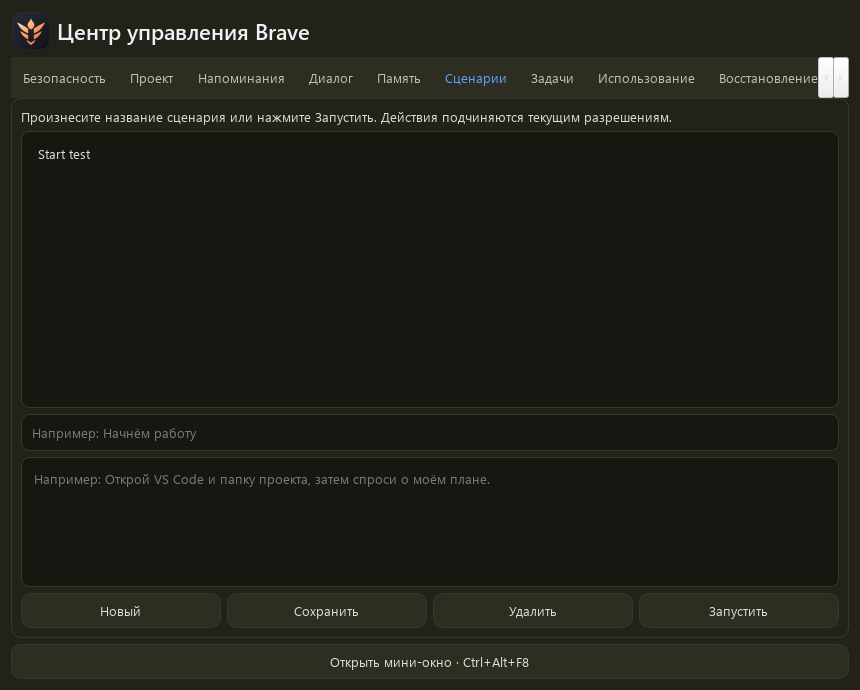 Центр управления Brave
Безопасность Проект Напоминания Диалог Память Сценарии Задачи Использование Восстановление
Произнесите название сценария или нажмите Запустить. Действия подчиняются текущим разрешениям.
Start test
Например: Начнём работу
Например: Открой VS Code и папку проекта, затем спроси о моём плане.
Новый Сохранить Удалить Запустить
Открыть мини-окно · Ctrl+Alt+F8